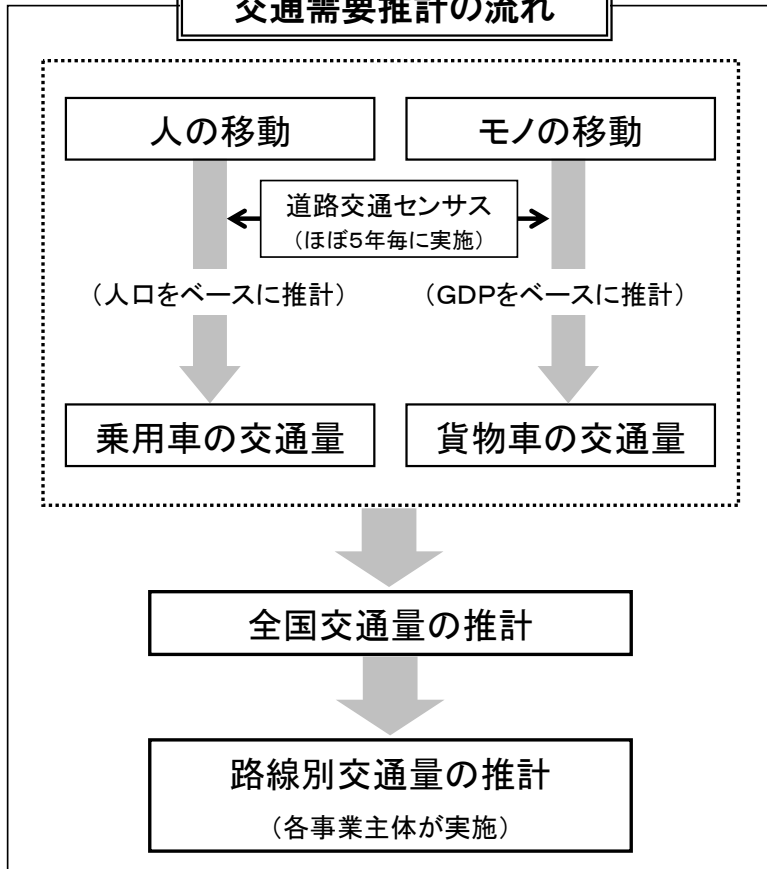 交通需要推計の流れ
人の移動
モノの移動
道路交通センサス
（ほぼ５年毎に実施）
（人口をベースに推計）
（GDPをベースに推計）
乗用車の交通量
貨物車の交通量
全国交通量の推計
路線別交通量の推計
（各事業主体が実施）